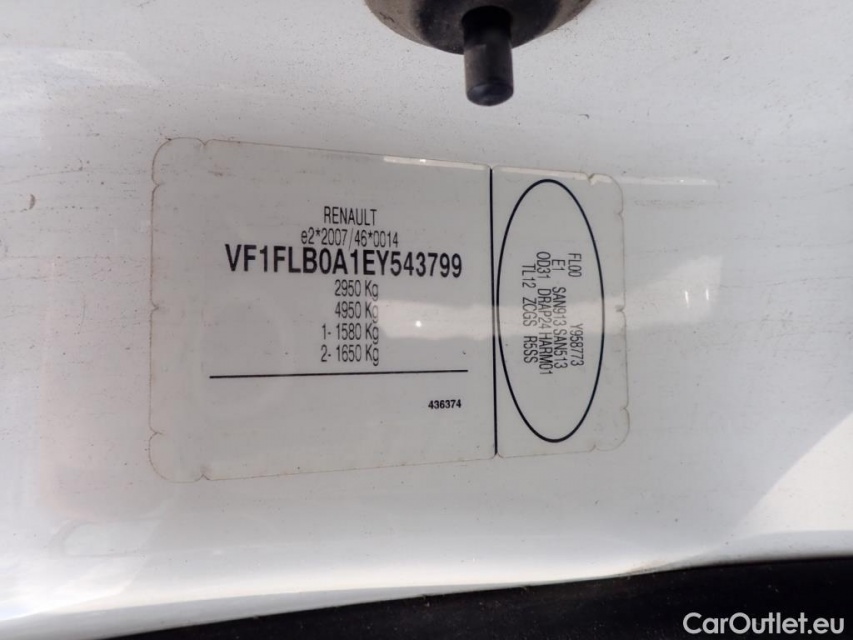 RENAULT
e2*2007/46*0014
VF1FLB0A1EY543799
2950 Kg
4950 Kg
1- 1580 Kg
2- 1650 Kg
436374
FL00 Y958773
E1 SAN913 SAN513
OD31 DRAP24 HARM01
TL12 ZCGS R5SS
CarOutlet.eu